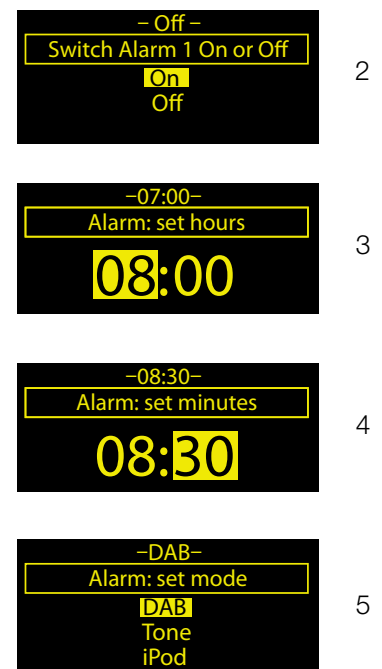 – Off –
Switch Alarm 1 On or Off
On
Off
2
–07:00–
Alarm: set hours
08:00
3
–08:30–
Alarm: set minutes
08:30
4
–DAB–
Alarm: set mode
DAB
Tone
iPod
5